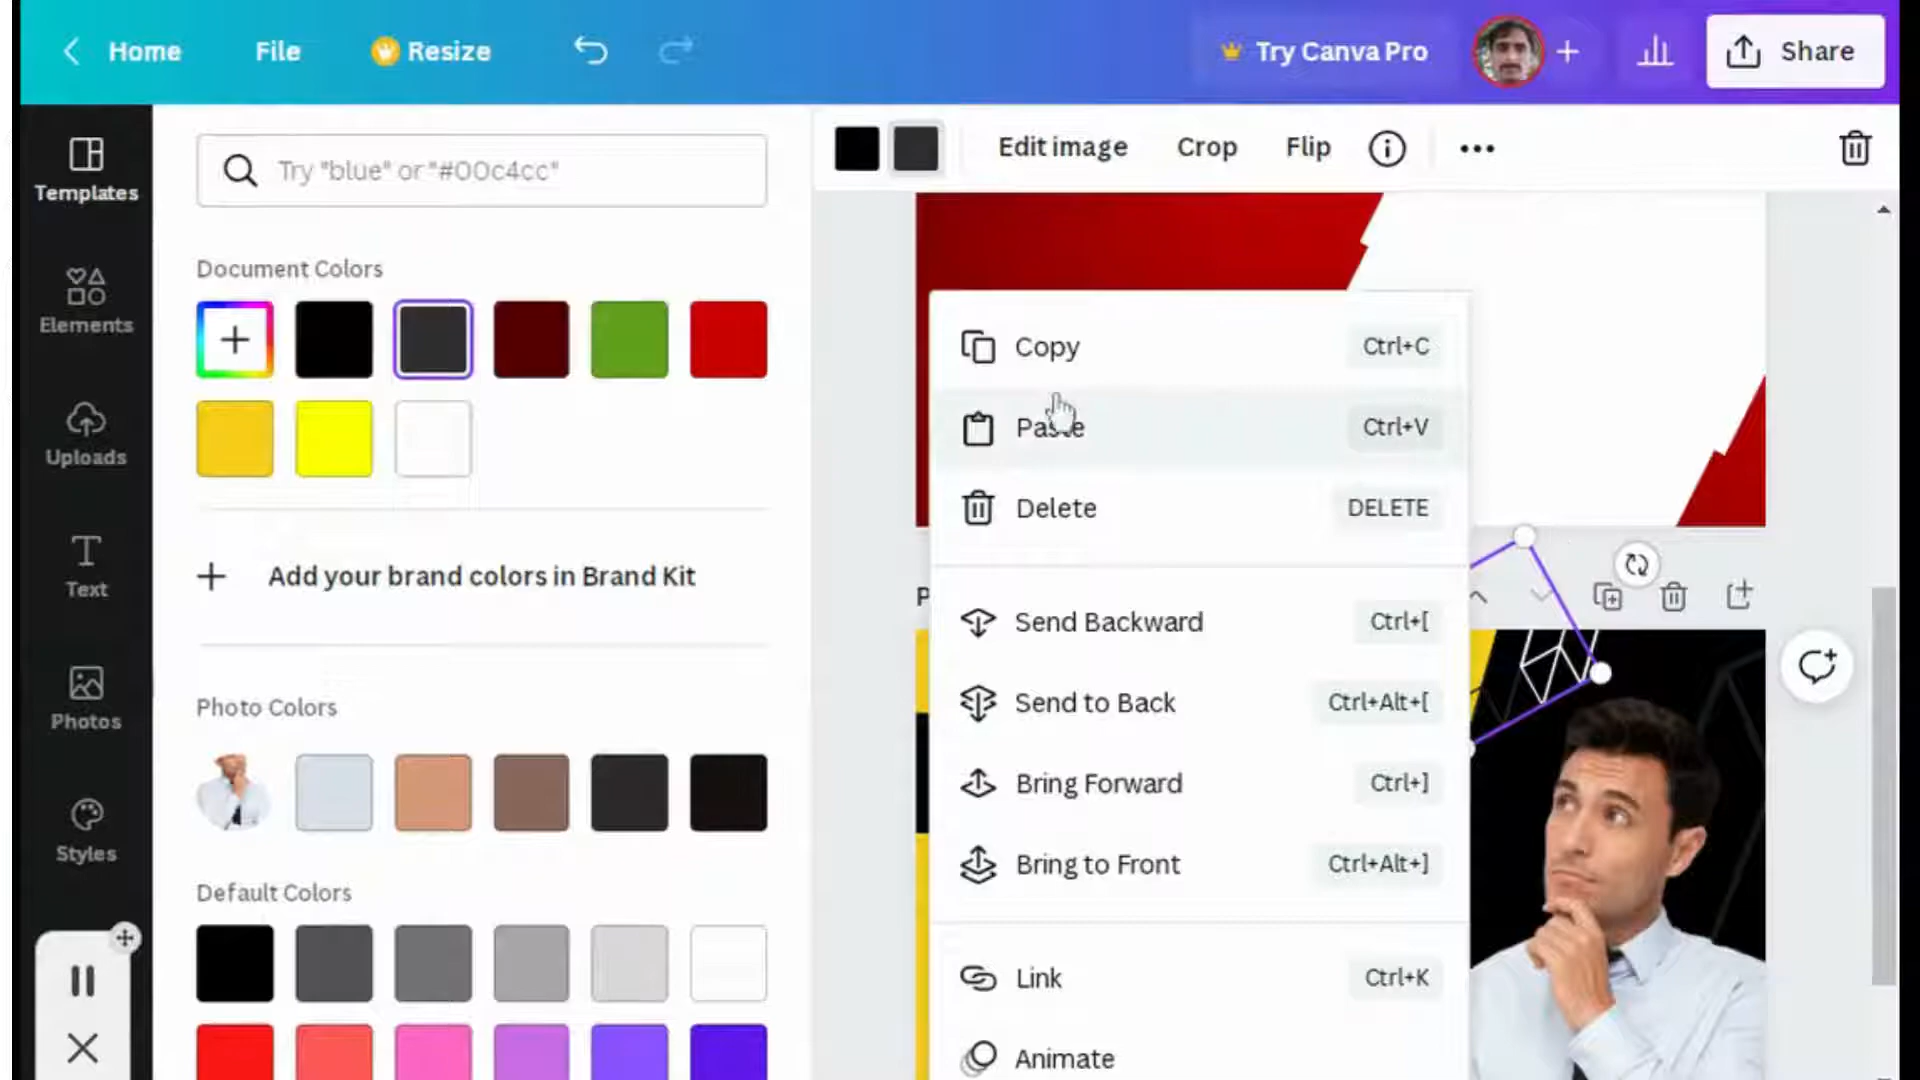 Home File Resize Try Canva Pro Share
Templates
Elements
Uploads
Text
Photos
Styles
Try "blue" or "#00c4cc"
Document Colors
+ Add your brand colors in Brand Kit
Photo Colors
Default Colors
Edit image Crop Flip
Copy Ctrl+C
Paste Ctrl+V
Delete DELETE
Send Backward Ctrl+[
Send to Back Ctrl+Alt+[
Bring Forward Ctrl+]
Bring to Front Ctrl+Alt+]
Link Ctrl+K
Animate